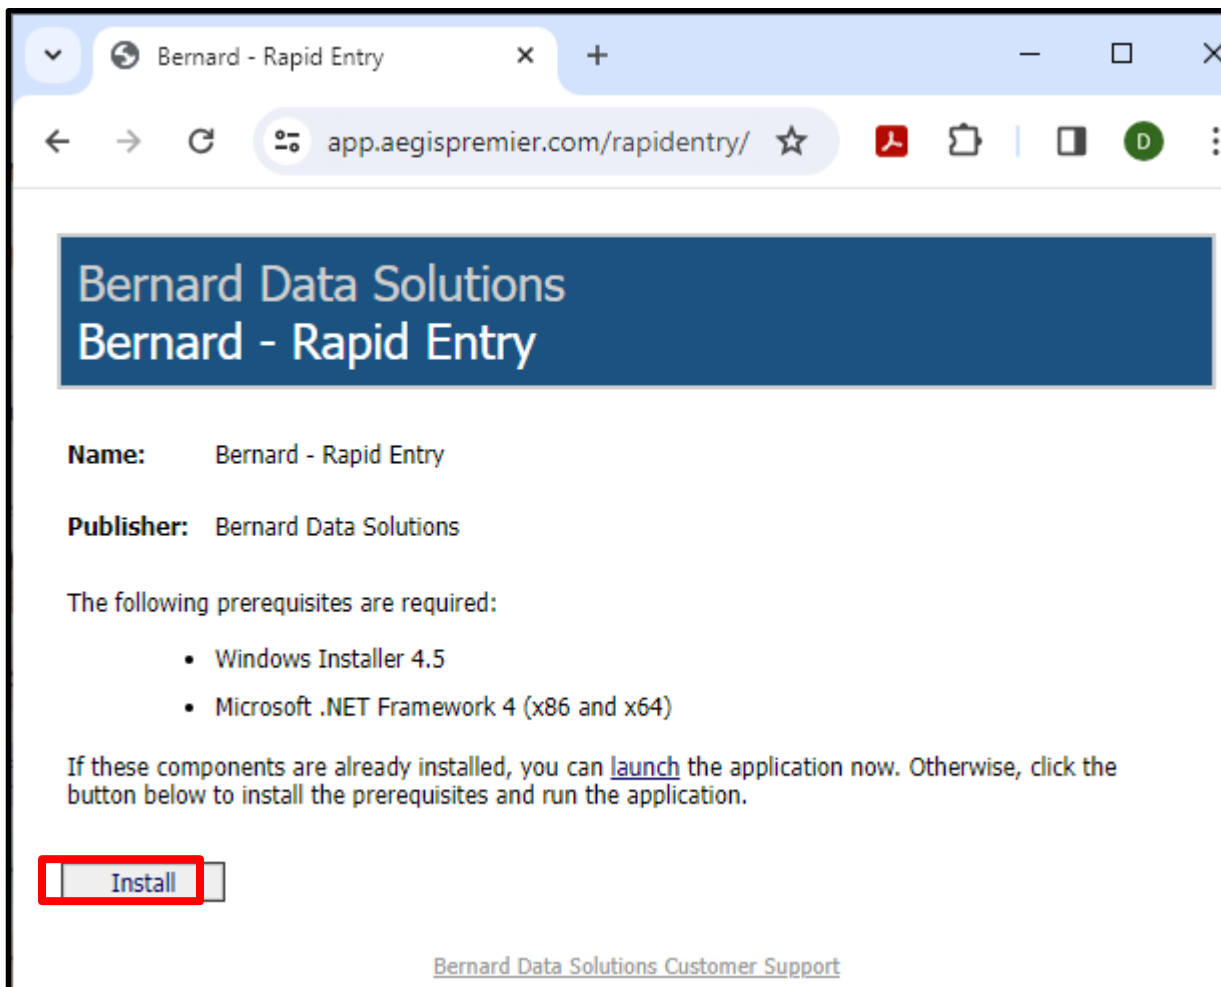 Bernard - Rapid Entry
app.aegispremier.com/rapidentry/
D
Bernard Data Solutions
Bernard - Rapid Entry
Name: Bernard - Rapid Entry
Publisher: Bernard Data Solutions
The following prerequisites are required:
• Windows Installer 4.5
• Microsoft .NET Framework 4 (x86 and x64)
If these components are already installed, you can launch the application now. Otherwise, click the
button below to install the prerequisites and run the application.
Install
Bernard Data Solutions Customer Support